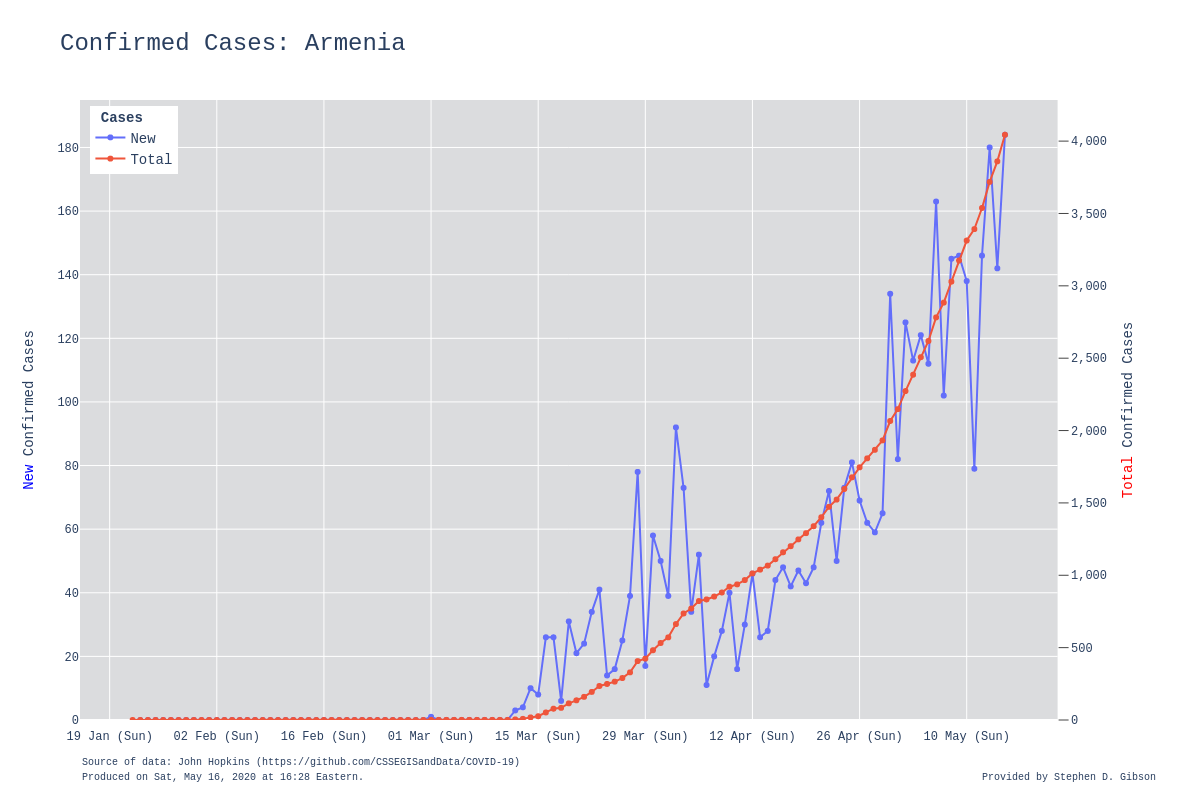 Confirmed Cases: Armenia
Cases
New
Total
180
160
140
120
100
80
60
40
20
0
4,000
3,500
3,000
2,500
2,000
1,500
1,000
500
0
New Confirmed Cases
Total Confirmed Cases
19 Jan (Sun)
02 Feb (Sun)
16 Feb (Sun)
01 Mar (Sun)
15 Mar (Sun)
29 Mar (Sun)
12 Apr (Sun)
26 Apr (Sun)
10 May (Sun)
Source of data: John Hopkins (https://github.com/CSSEGISandData/COVID-19)
Produced on Sat, May 16, 2020 at 16:28 Eastern.
Provided by Stephen D. Gibson